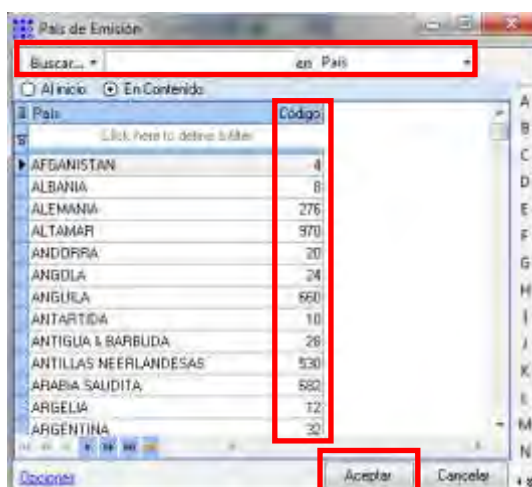 País de Emisión
Buscar... en País
Al inicio En Contenido
País Código
Click here to define a filter
AFGANISTAN 4
ALBANIA 8
ALEMANIA 276
ALTAMAR 970
ANDORRA 20
ANGOLA 24
ANGUILA 660
ANTARTIDA 10
ANTIGUA & BARBUDA 28
ANTILLAS NEERLANDESAS 530
ARABIA SAUDITA 682
ARGELIA 12
ARGENTINA 32
Opciones Aceptar Cancelar
A
B
C
D
E
F
G
H
I
J
K
L
M
N